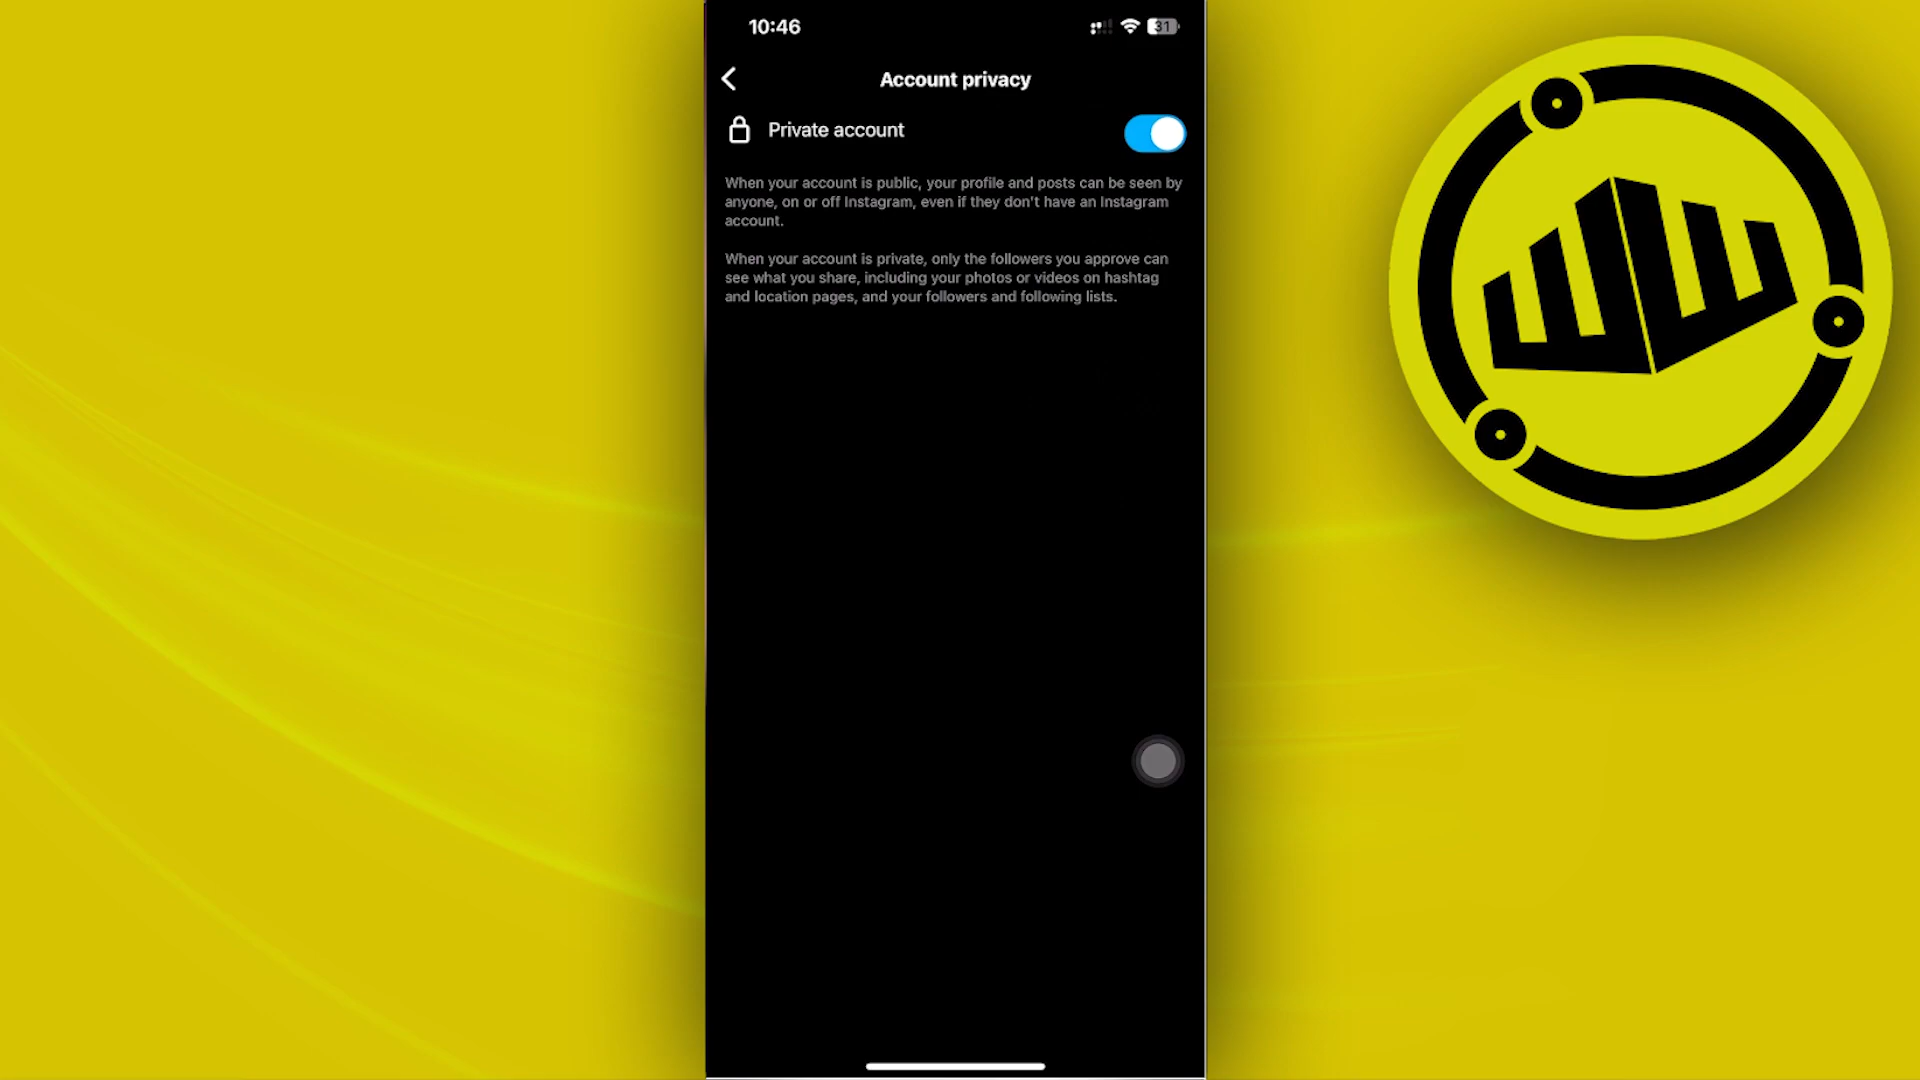 10:46
31
Account privacy
Private account
When your account is public, your profile and posts can be seen by
anyone, on or off Instagram, even if they don't have an Instagram
account.
When your account is private, only the followers you approve can
see what you share, including your photos or videos on hashtag
and location pages, and your followers and following lists.